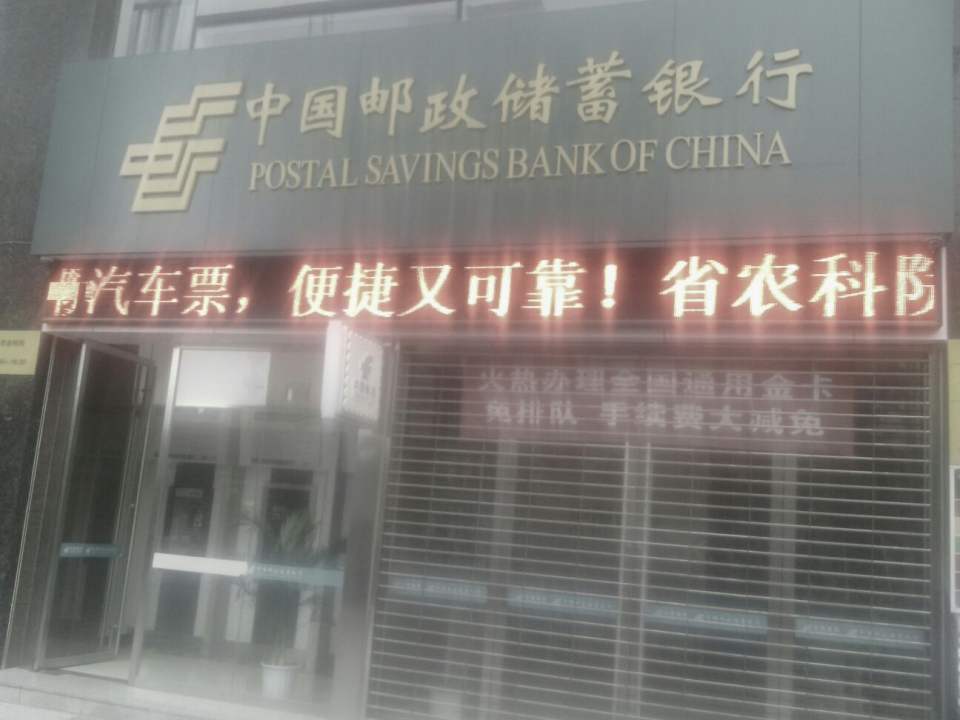 中国邮政储蓄银行
POSTAL SAVINGS BANK OF CHINA
汽车票，便捷又可靠！省农科
火热办理全国通用金卡
免排队 手续费大减免